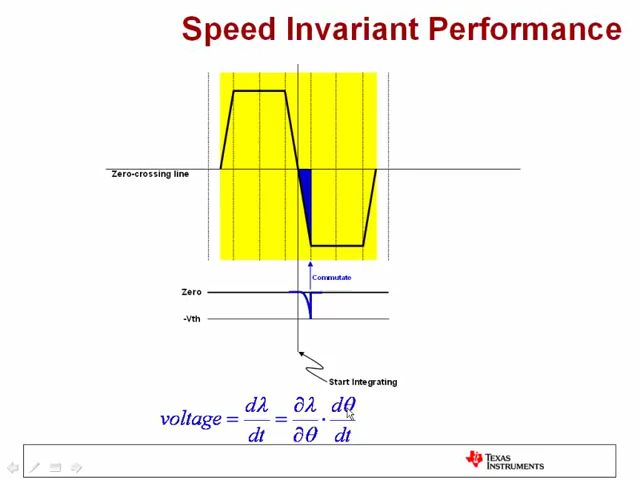 Speed Invariant Performance
Zero-crossing line
Commutate
Zero
-Vth
Start Integrating
voltage = dλ/dt = ∂λ/∂θ · dθ/dt
TEXAS
INSTRUMENTS